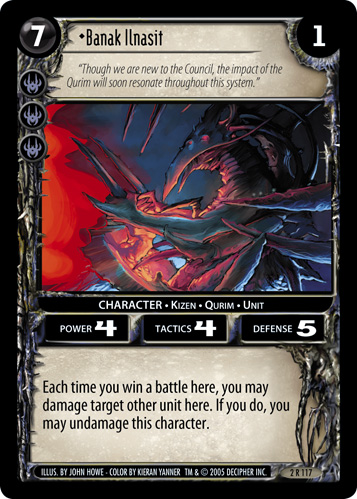 7 •Banak Ilnasit 1
"Though we are new to the Council, the impact of the
Qurim will soon resonate throughout this system."
CHARACTER • KIZEN • QURIM • UNIT
POWER 4 TACTICS 4 DEFENSE 5
Each time you win a battle here, you may
damage target other unit here. If you do, you
may undamage this character.
ILLUS. BY JOHN HOWE - COLOR BY KIERAN YANNER TM & © 2005 DECIPHER INC. 2 R 117